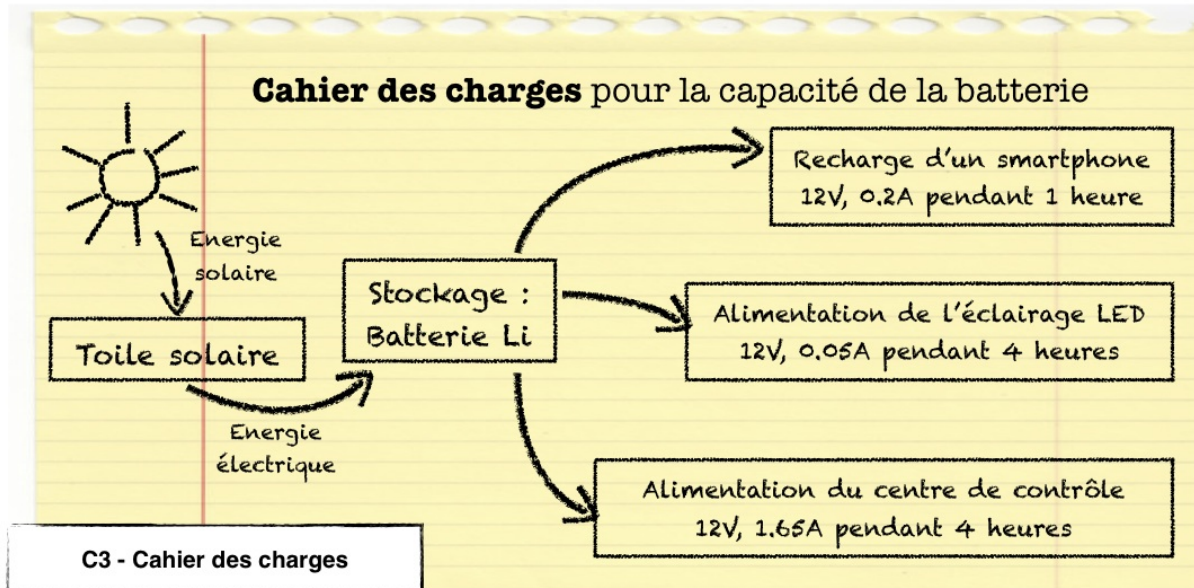 Cahier des charges pour la capacité de la batterie
Recharge d'un smartphone
12V, 0.2A pendant 1 heure
Energie
solaire
Stockage :
Batterie Li
Alimentation de l'éclairage LED
12V, 0.05A pendant 4 heures
Toile solaire
Energie
électrique
Alimentation du centre de contrôle
12V, 1.65A pendant 4 heures
C3 - Cahier des charges